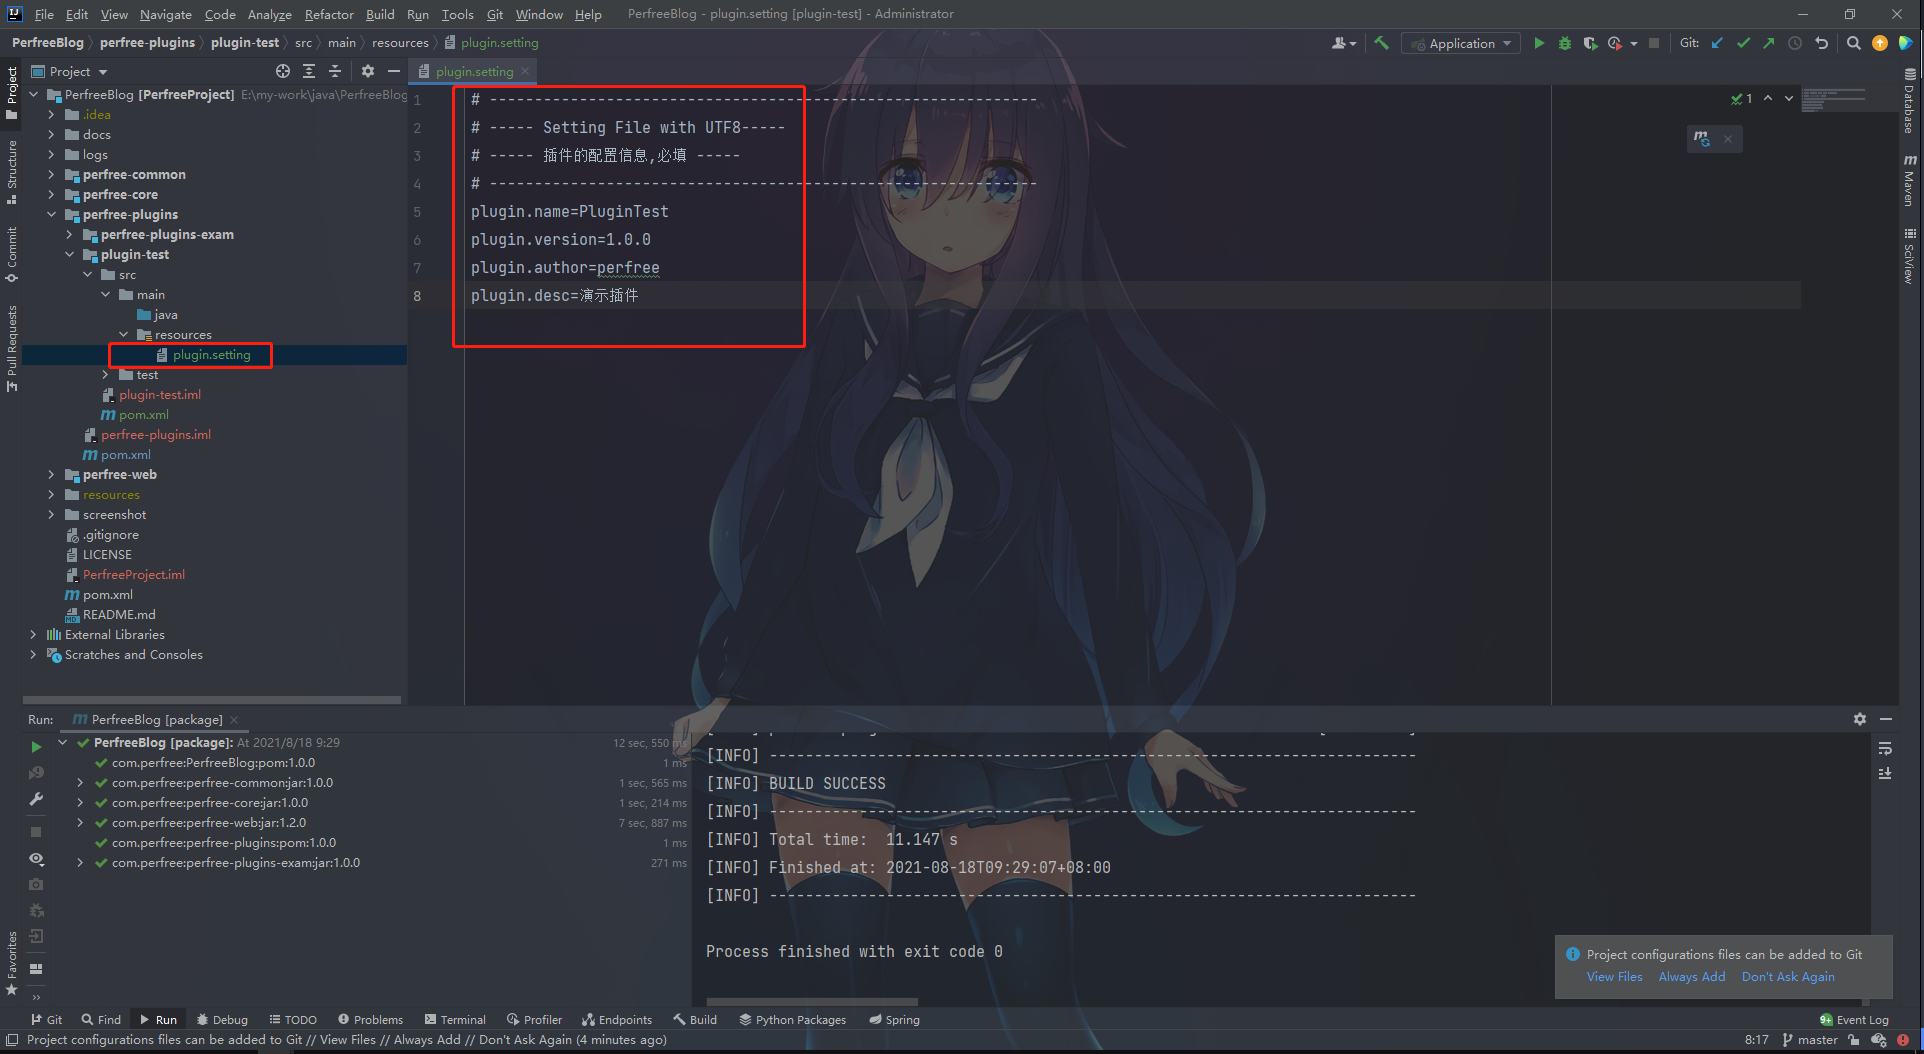 File Edit View Navigate Code Analyze Refactor Build Run Tools Git Window Help PerfreeBlog - plugin.setting [plugin-test] - Administrator
PerfreeBlog perfree-plugins plugin-test src main resources plugin.setting
Application
Git:
Project
plugin.setting
PerfreeBlog [PerfreeProject] E:\my-work\java\PerfreeBlog
.idea
docs
logs
perfree-common
perfree-core
perfree-plugins
perfree-plugins-exam
plugin-test
src
main
java
resources
plugin.setting
test
plugin-test.iml
pom.xml
perfree-plugins.iml
pom.xml
perfree-web
resources
screenshot
.gitignore
LICENSE
PerfreeProject.iml
pom.xml
README.md
External Libraries
Scratches and Consoles
Project
Structure
Commit
Pull Requests
Favorites
1 # -------------------------------------------------------------
2 # ----- Setting File with UTF8-----
3 # ----- 插件的配置信息,必填 -----
4 # -------------------------------------------------------------
5 plugin.name=PluginTest
6 plugin.version=1.0.0
7 plugin.author=perfree
8 plugin.desc=演示插件
1
Database
Maven
SciView
Run: PerfreeBlog [package]
PerfreeBlog [package]: At 2021/8/18 9:29 12 sec, 550 ms
com.perfree:PerfreeBlog:pom:1.0.0 1 ms
com.perfree:perfree-common:jar:1.0.0 1 sec, 565 ms
com.perfree:perfree-core:jar:1.0.0 1 sec, 214 ms
com.perfree:perfree-web:jar:1.2.0 7 sec, 887 ms
com.perfree:perfree-plugins:pom:1.0.0 1 ms
com.perfree:perfree-plugins-exam:jar:1.0.0 271 ms
[INFO] ------------------------------------------------------------------------
[INFO] BUILD SUCCESS
[INFO] ------------------------------------------------------------------------
[INFO] Total time:  11.147 s
[INFO] Finished at: 2021-08-18T09:29:07+08:00
[INFO] ------------------------------------------------------------------------
Process finished with exit code 0
Project configurations files can be added to Git
View Files Always Add Don't Ask Again
Git Find Run Debug TODO Problems Terminal Profiler Endpoints Build Python Packages Spring 9+ Event Log
Project configurations files can be added to Git // View Files // Always Add // Don't Ask Again (4 minutes ago) 8:17 master